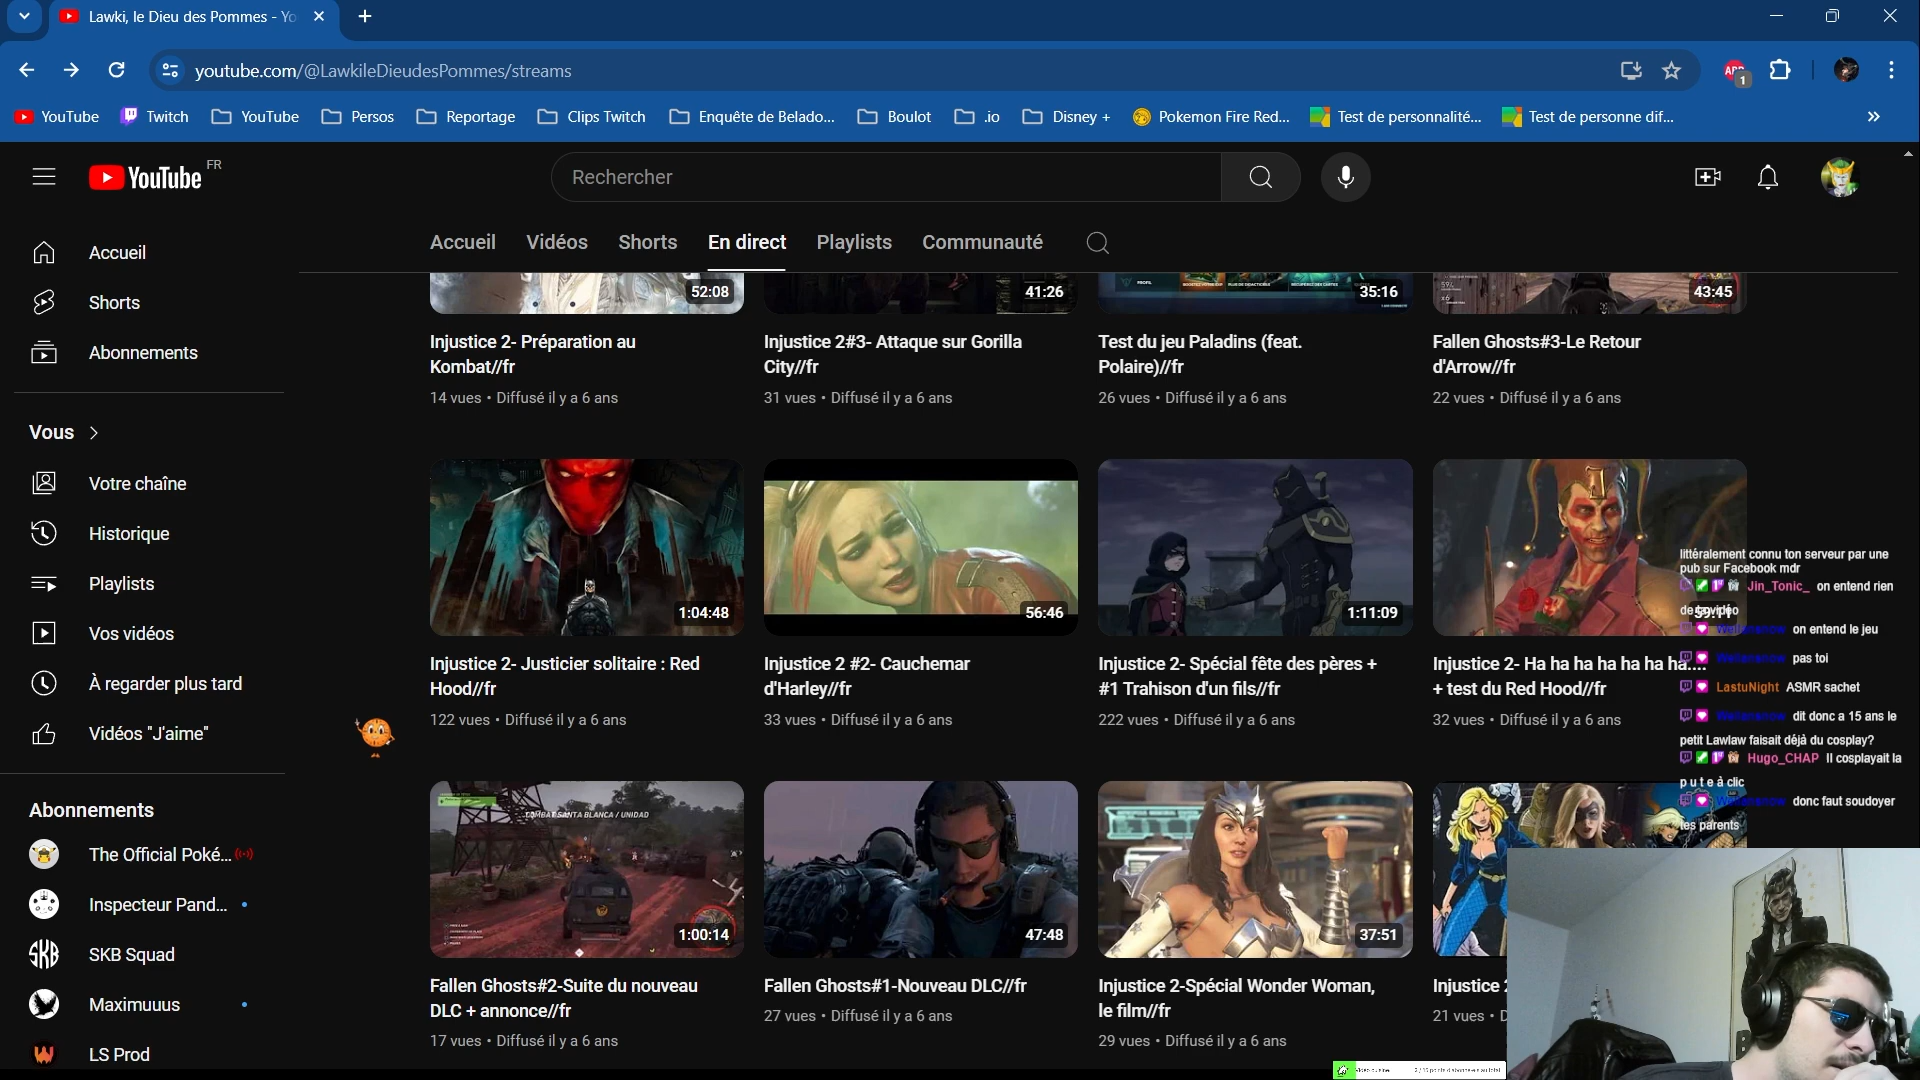 Lawki, le Dieu des Pommes - Yo
youtube.com/@LawkileDieudesPommes/streams
ABP
1
YouTube
Twitch
YouTube
Persos
Reportage
Clips Twitch
Enquête de Belado...
Boulot
.io
Disney +
Pokemon Fire Red...
Test de personnalité...
Test de personne dif...
YouTube FR
Rechercher
Accueil
Vidéos
Shorts
En direct
Playlists
Communauté
Accueil
Shorts
Abonnements
Vous
Votre chaîne
Historique
Playlists
Vos vidéos
À regarder plus tard
Vidéos "J'aime"
Abonnements
The Official Poké...
Inspecteur Pand...
SKB
SKB Squad
Maximuuus
LS Prod
52:08
41:26
35:16
43:45
Injustice 2- Préparation au
Kombat//fr
14 vues • Diffusé il y a 6 ans
Injustice 2#3- Attaque sur Gorilla
City//fr
31 vues • Diffusé il y a 6 ans
Test du jeu Paladins (feat.
Polaire)//fr
26 vues • Diffusé il y a 6 ans
Fallen Ghosts#3-Le Retour
d'Arrow//fr
22 vues • Diffusé il y a 6 ans
1:04:48
56:46
1:11:09
Injustice 2- Justicier solitaire : Red
Hood//fr
122 vues • Diffusé il y a 6 ans
Injustice 2 #2- Cauchemar
d'Harley//fr
33 vues • Diffusé il y a 6 ans
Injustice 2- Spécial fête des pères +
#1 Trahison d'un fils//fr
222 vues • Diffusé il y a 6 ans
Injustice 2- Ha ha ha ha ha ha ha....
+ test du Red Hood//fr
32 vues • Diffusé il y a 6 ans
COMBAT SANTA BLANCA / UNIDAD
1:00:14
47:48
37:51
Fallen Ghosts#2-Suite du nouveau
DLC + annonce//fr
17 vues • Diffusé il y a 6 ans
Fallen Ghosts#1-Nouveau DLC//fr
27 vues • Diffusé il y a 6 ans
Injustice 2-Spécial Wonder Woman,
le film//fr
29 vues • Diffusé il y a 6 ans
Injustice
21 vues • D
littéralement connu ton serveur par une
pub sur Facebook mdr
Jin_Tonic_ on entend rien
de ta vidéo
on entend le jeu
pas toi
LastuNight ASMR sachet
dit donc a 15 ans le
petit Lawlaw faisait déjà du cosplay?
Hugo_CHAP Il cosplayait la
p u t e à clic
donc faut soudoyer
les parents